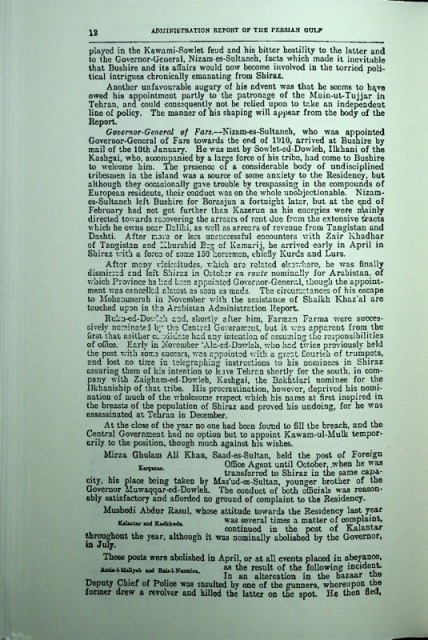 12
ADMINISTRATION REPORT OF THE PERSIAN GULF
played in the Kawami-Sowlet feud and his bitter hostility to the latter and
to the Governor-General, Nizam-es-Sultaneh, facts which made it inevitable
that Bushire and its affairs would now become involved in the torried poli-
tical intrigues chronically emanating from Shiraz.
Another unfavourable augury of his advent was that he seems to have
owed his appointment partly to the patronage of the Muin-ut-Tujjar in
Tehran, and could consequently not be relied upon to take an independent
line of policy. The manner of his shaping will appear from the body of the
Report.
Governor-General of Fars.—Nizam-es-Sultaneh, who was appointed
Governor-General of Fars towards the end of 1910, arrived at Bushire by
mail of the 10th January. He was met by Sowlet-ed-Dowleh, Ilkhani of the
Kashgai, who, accompanied by a large force of his tribe, had come to Bushire
to welcome him. The presence of a considerable body of undisciplined
tribesmen in the island was a source of some anxiety to the Residency, but
although they occasionally gave trouble by trespassing in the compounds of
European residents, their conduct was on the whole unobjectionable. Nizam-
es-Sultaneh left Bushire for Borazjun a fortnight later, but at the end of
February had not got further than Kazerun as his energies were mainly
directed towards recovering the arrears of rent due from the extensive tracts
which he owns near Daliki, as well as arrears of revenue from Tangistan and
Dashti. After more or less unsuccessful encounters with Zair Khadhar
of Tangistan and Khurshid Beg of Kamarij, he arrived early in April in
Shiraz with a force of some 150 horsemen, chiefly Kurds and Lurs.
After many vicissitudes, which are related elsewhere, he was finally
dismissed and left Shiraz in October en route nominally for Arabistan, of
which Province he had been appointed Governor-General, though the appoint-
ment was cancelled almost as soon as made. The circumstances of his escape
to Mohammerah in November with the assistance of Shaikh Khaz'al are
touched upon in the Arabistan Administration Report.
Rukn-ed-Dowleh and, shortly after him, Farman Farma were succes-
sively nominated by the Central Government, but it was apparent from the
first that neither candidate had any intention of assuming the responsibilities
of office. Early in November 'Ala-ed-Dowleh, who had twice previously held
the post with some success, was appointed with a great flourish of trumpets,
and lost no time in telegraphing instructions to his nominees in Shiraz
assuring them of his intention to leave Tehran shortly for the south, in com-
pany with Zaigham-ed-Dowleh, Kashgai, the Bakhtiari nominee for the
Ilkhaniship of that tribe. His procrastination, however, deprived his nomi-
nation of much of the wholesome respect which his name at first inspired in
the breasts of the population of Shiraz and proved his undoing, for he was
assassinated at Tehran in December.
At the close of the year no one had been found to fill the breach, and the
Central Government had no option but to appoint Kawam-ul-Mulk tempor-
arily to the position, though much against his wishes.
Mirza Ghulam Ali Khan, Saad-es-Sultan, held the post of Foreign
Karguzar.
Office Agent until October, when he was
transferred to Shiraz in the same capa-
city, his place being taken by Mas'ud-es-Sultan, younger brother of the
Governor Muwaqqar-ed-Dowleh. The conduct of both officials was reason-
ably satisfactory and afforded no ground of complaint to the Residency.
Mushedi Abdur Rasul, whose attitude towards the Residency last year
Kalantar and Kadkhuda.
was several times a matter of complaint,
continued in the post of Kalantar
throughout the year, although it was nominally abolished by the Governor,
in July.
These posts were abolished in April, or at all events placed in abeyance,
Amin-i-Maliyeh and Rais-i-Nazmieh.
as the result of the following incident.
In an altercation in the bazaar the
Deputy Chief of Police was insulted by one of the gunners, whereupon the
former drew a revolver and killed the latter on the spot. He then fled,